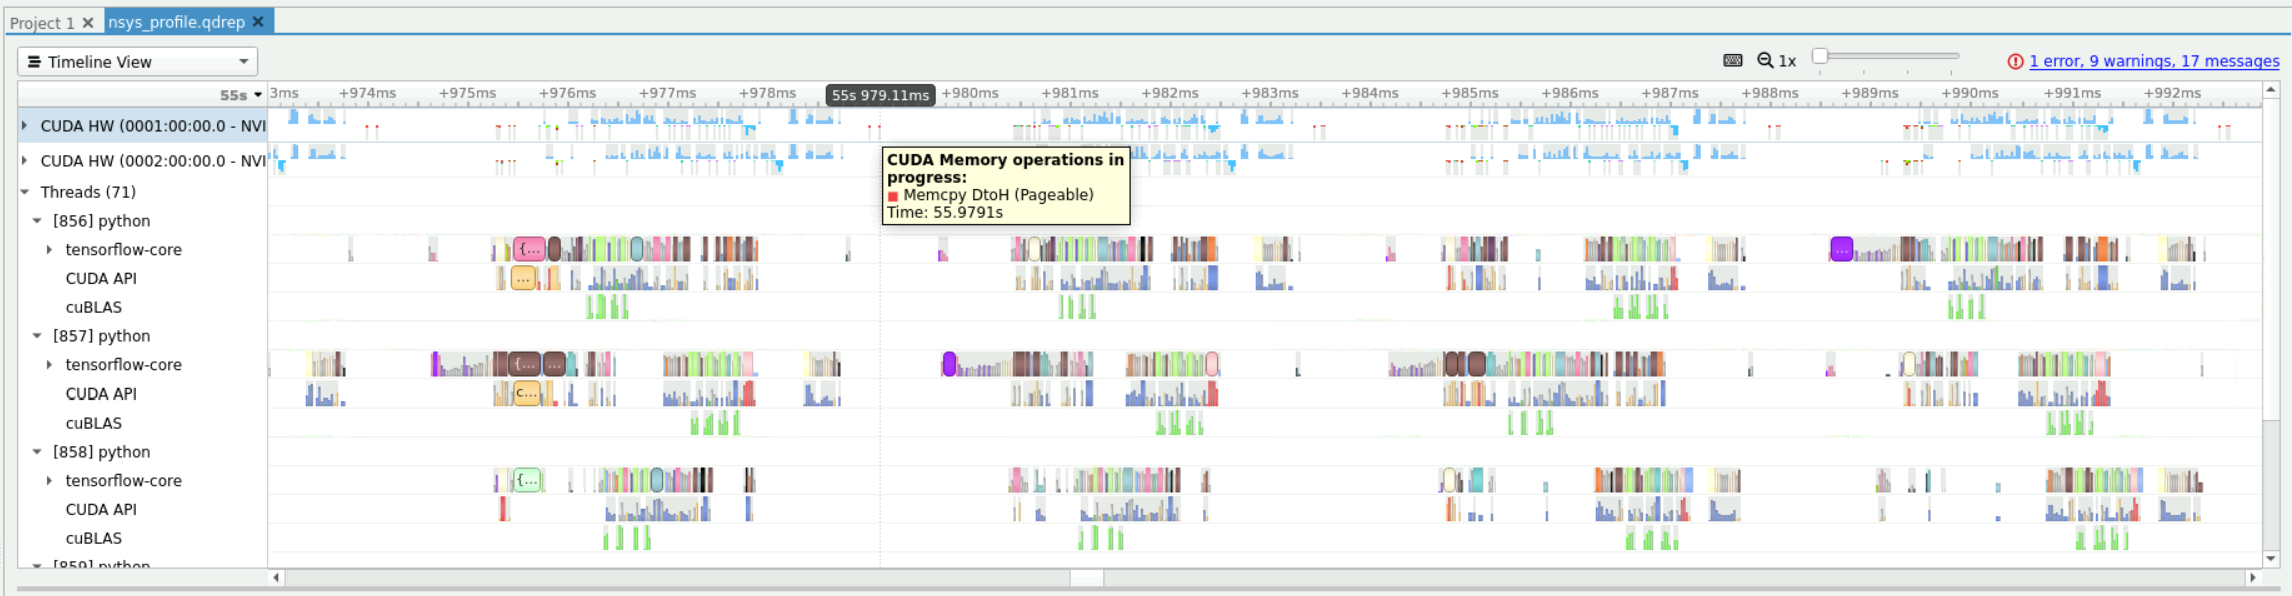 Project 1 ✕ nsys_profile.qdrep ✕
Timeline View 1x 1 error, 9 warnings, 17 messages
55s 3ms +974ms +975ms +976ms +977ms +978ms 55s 979.11ms +980ms +981ms +982ms +983ms +984ms +985ms +986ms +987ms +988ms +989ms +990ms +991ms +992ms
CUDA HW (0001:00:00.0 - NVI
CUDA HW (0002:00:00.0 - NVI
CUDA Memory operations in
progress:
Memcpy DtoH (Pageable)
Time: 55.9791s
Threads (71)
[856] python
tensorflow-core {... ...
CUDA API ...
cuBLAS
[857] python
tensorflow-core {... ...
CUDA API c...
cuBLAS
[858] python
tensorflow-core {...
CUDA API
cuBLAS
[859] python